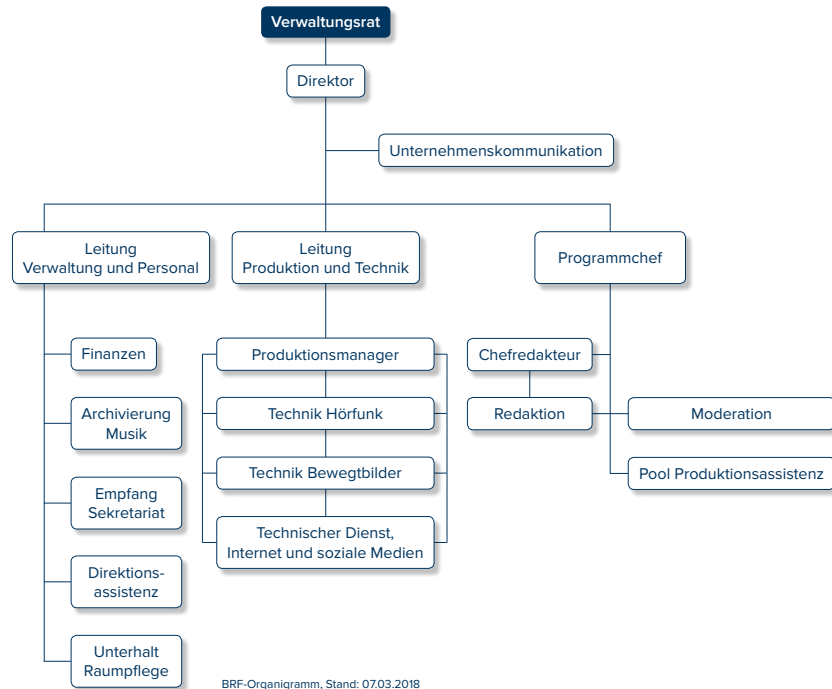 Verwaltungsrat
Direktor
Unternehmenskommunikation
Leitung
Verwaltung und Personal
Leitung
Produktion und Technik
Programmchef
Finanzen
Archivierung
Musik
Empfang
Sekretariat
Direktions-
assistenz
Unterhalt
Raumpflege
Produktionsmanager
Technik Hörfunk
Technik Bewegtbilder
Technischer Dienst,
Internet und soziale Medien
Chefredakteur
Redaktion
Moderation
Pool Produktionsassistenz
BRF-Organigramm, Stand: 07.03.2018